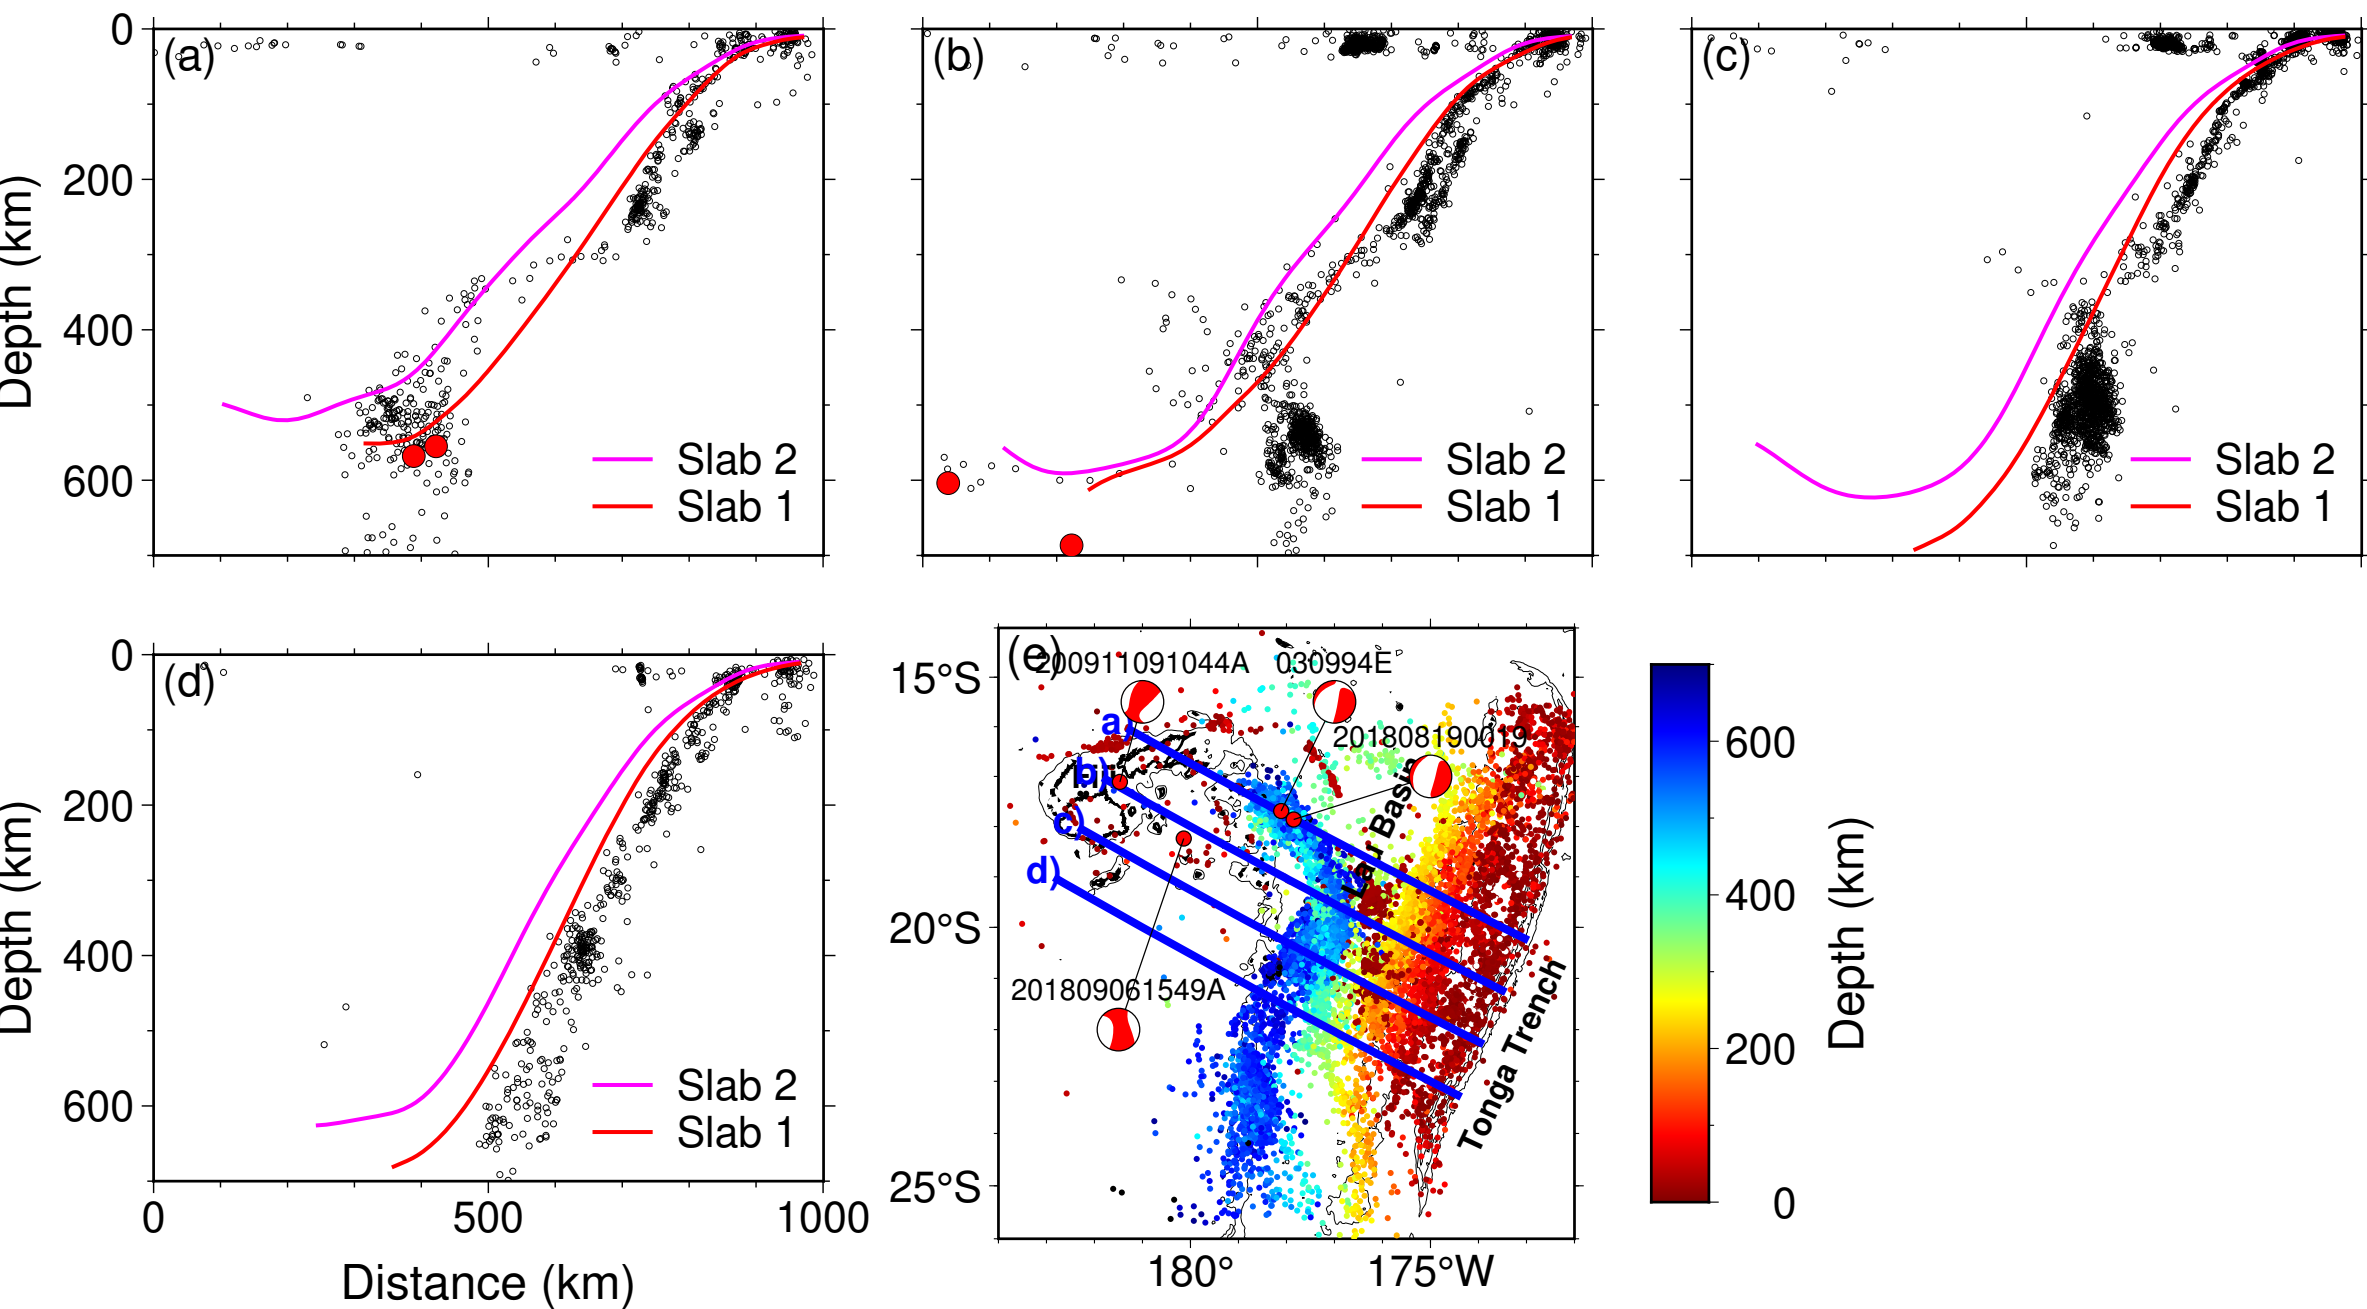 (a)
0
200
400
600
Depth (km)
Slab 2
Slab 1
(b)
Slab 2
Slab 1
(c)
Slab 2
Slab 1
(d)
0
200
400
600
Depth (km)
Slab 2
Slab 1
0
500
1000
Distance (km)
(e)
200911091044A
030994E
201808190019
a)
b)
c)
d)
Fiji
Lau Basin
201809061549A
Tonga Trench
15°S
20°S
25°S
180°
175°W
600
400
200
0
Depth (km)